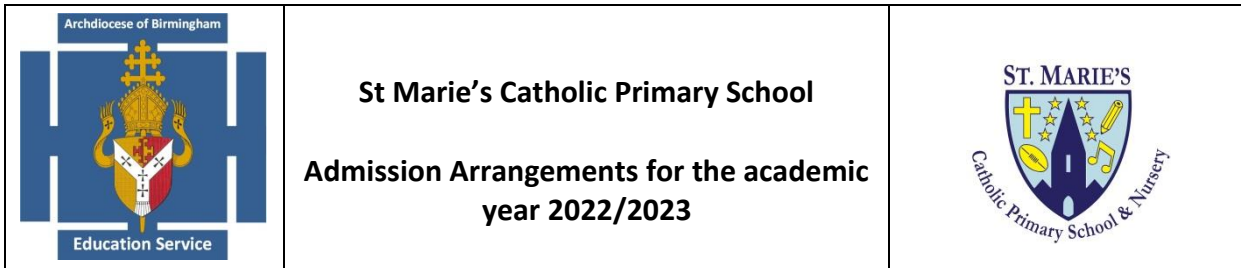 Archdiocese of Birmingham
Education Service
St Marie’s Catholic Primary School
Admission Arrangements for the academic
year 2022/2023
ST. MARIE'S
Catholic Primary School & Nursery